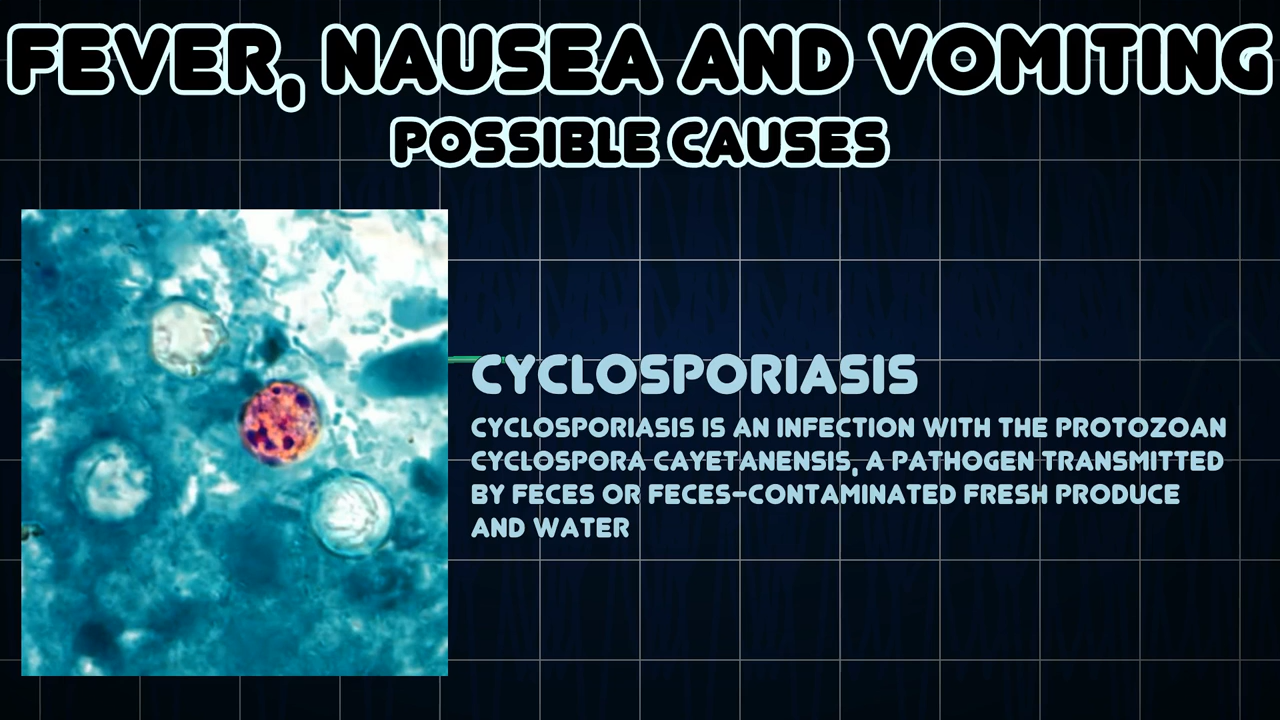 FEVER, NAUSEA AND VOMITING
POSSIBLE CAUSES
CYCLOSPORIASIS
CYCLOSPORIASIS IS AN INFECTION WITH THE PROTOZOAN
CYCLOSPORA CAYETANENSIS, A PATHOGEN TRANSMITTED
BY FECES OR FECES-CONTAMINATED FRESH PRODUCE
AND WATER